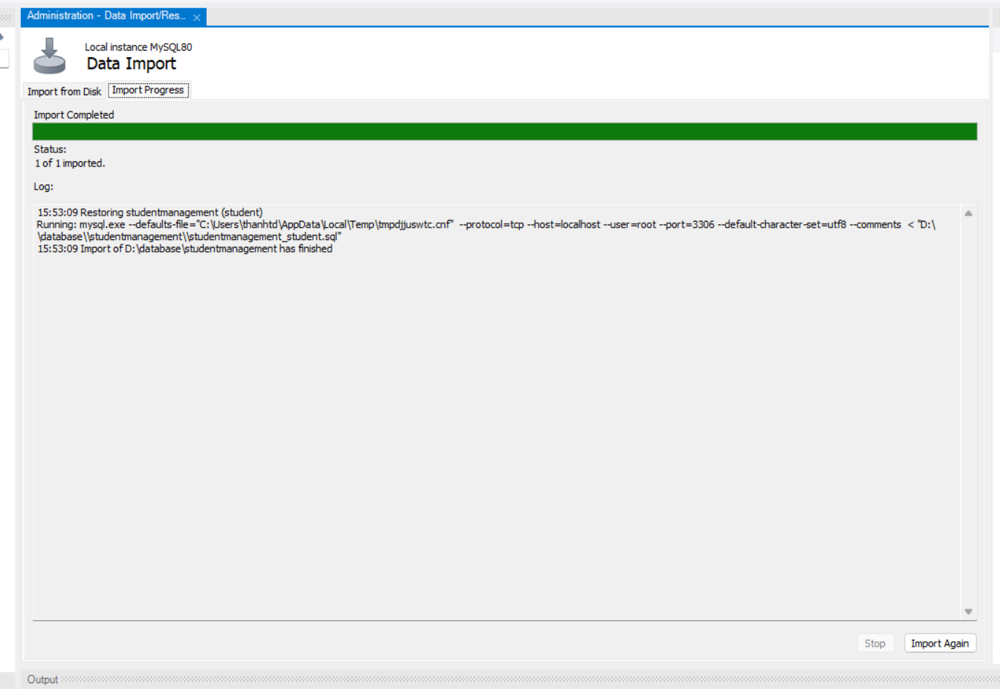 Administration - Data Import/Res...
Local instance MySQL80
Data Import
Import from Disk
Import Progress
Import Completed
Status:
1 of 1 imported.
Log:
15:53:09 Restoring studentmanagement (student)
Running: mysql.exe --defaults-file="C:\Users\thanhtd\AppData\Local\Temp\tmpdjjuswtc.cnf"  --protocol=tcp --host=localhost --user=root --port=3306 --default-character-set=utf8 --comments  < "D:\
\database\\studentmanagement\\studentmanagement_student.sql"
15:53:09 Import of D:\database\studentmanagement has finished
Stop
Import Again
Output